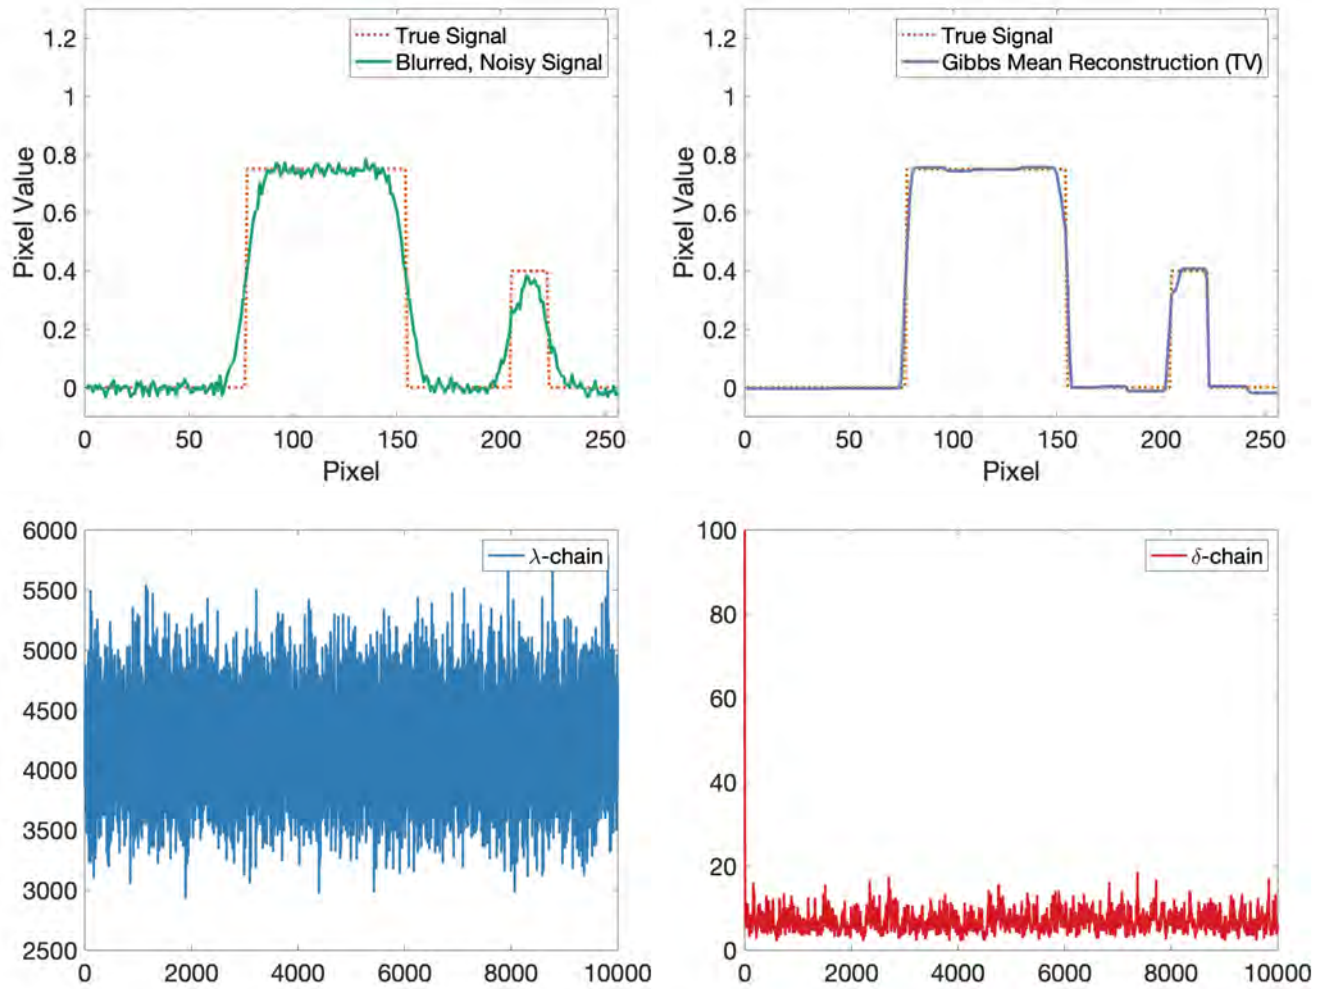 True Signal
Blurred, Noisy Signal
1.2
1
0.8
0.6
0.4
0.2
0
Pixel Value
0 50 100 150 200 250
Pixel
True Signal
Gibbs Mean Reconstruction (TV)
1.2
1
0.8
0.6
0.4
0.2
0
Pixel Value
0 50 100 150 200 250
Pixel
λ-chain
6000
5500
5000
4500
4000
3500
3000
2500
0 2000 4000 6000 8000 10000
δ-chain
100
80
60
40
20
0
0 2000 4000 6000 8000 10000